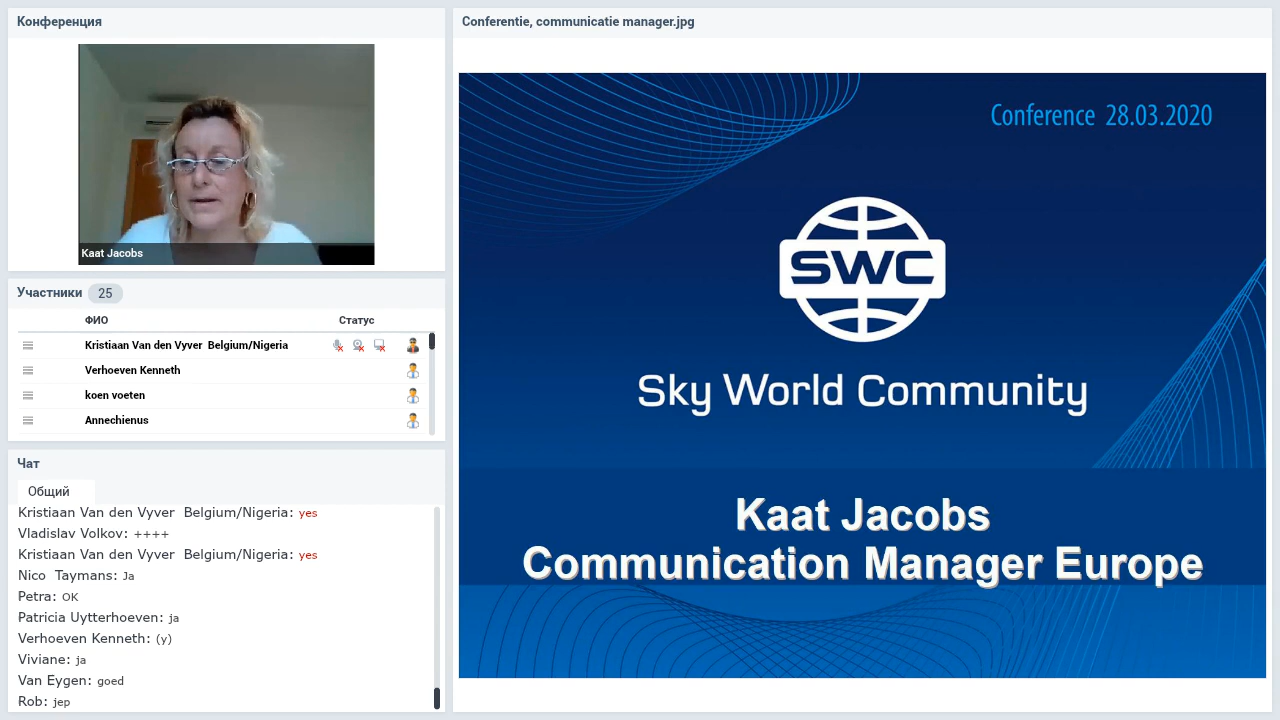 Конференция
Kaat Jacobs
Участники 25
ФИО Статус
Kristiaan Van den Vyver  Belgium/Nigeria
Verhoeven Kenneth
koen voeten
Annechienus
Чат
Общий
Kristiaan Van den Vyver  Belgium/Nigeria: yes
Vladislav Volkov: ++++
Kristiaan Van den Vyver  Belgium/Nigeria: yes
Nico  Taymans: Ja
Petra: OK
Patricia Uytterhoeven: ja
Verhoeven Kenneth: (y)
Viviane: ja
Van Eygen: goed
Rob: jep
Conferentie, communicatie manager.jpg
Conference 28.03.2020
SWC
Sky World Community
Kaat Jacobs
Communication Manager Europe